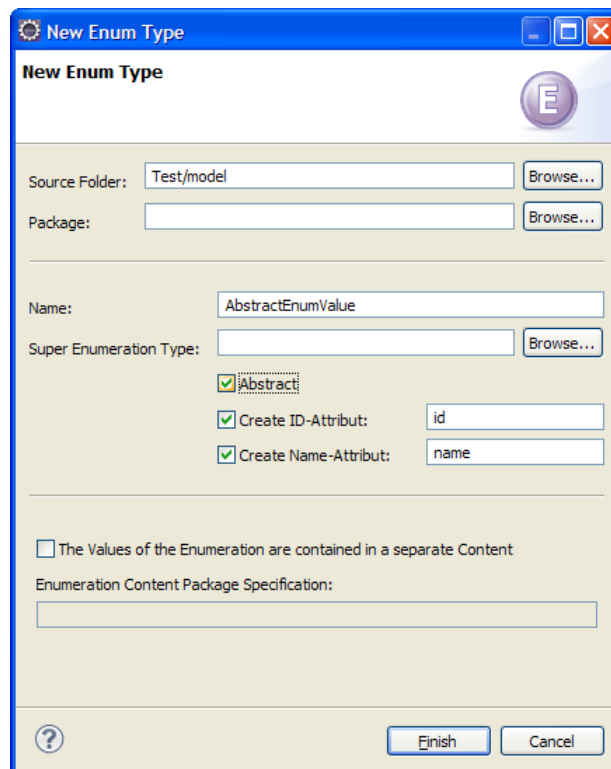 New Enum Type
New Enum Type
E
Source Folder: Test/model Browse...
Package: Browse...
Name: AbstractEnumValue
Super Enumeration Type: Browse...
Abstract
Create ID-Attribut: id
Create Name-Attribut: name
The Values of the Enumeration are contained in a separate Content
Enumeration Content Package Specification:
? Finish Cancel